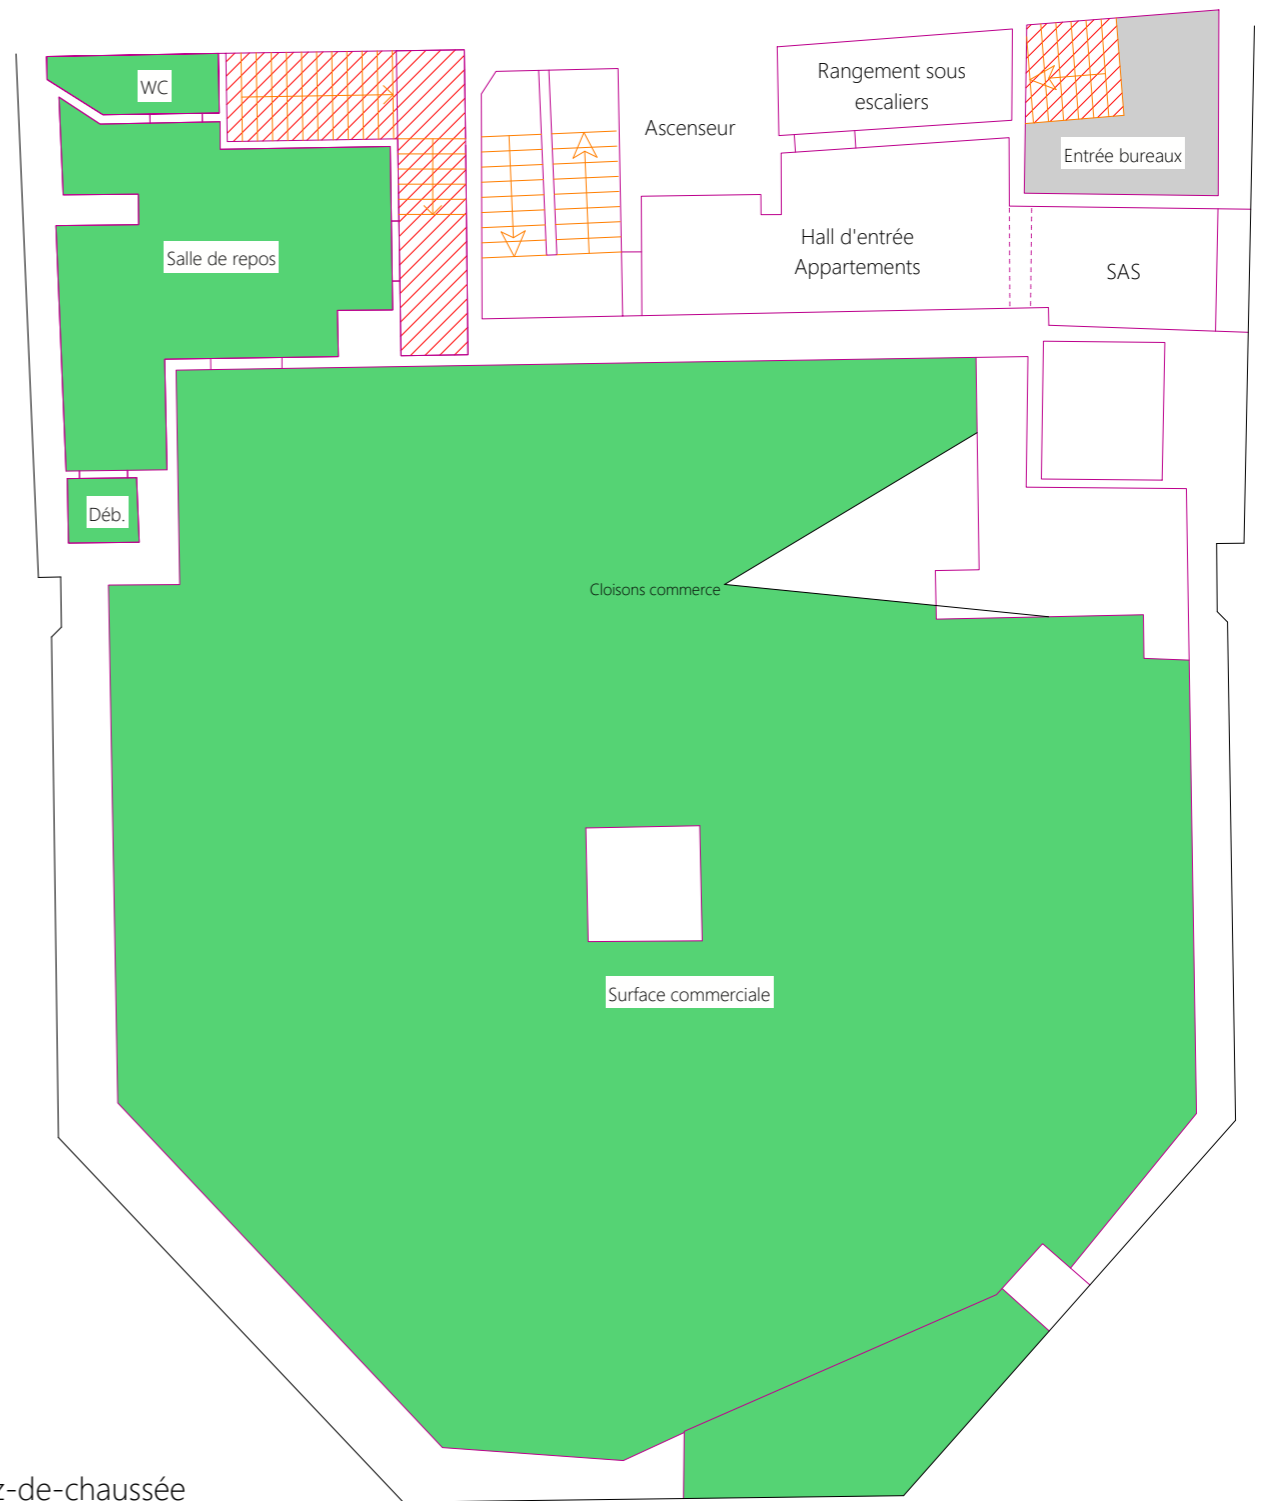 WC
Rangement sous
escaliers
Ascenseur
Entrée bureaux
Hall d'entrée
Appartements
Salle de repos
SAS
Déb.
Cloisons commerce
Surface commerciale
z-de-chaussée